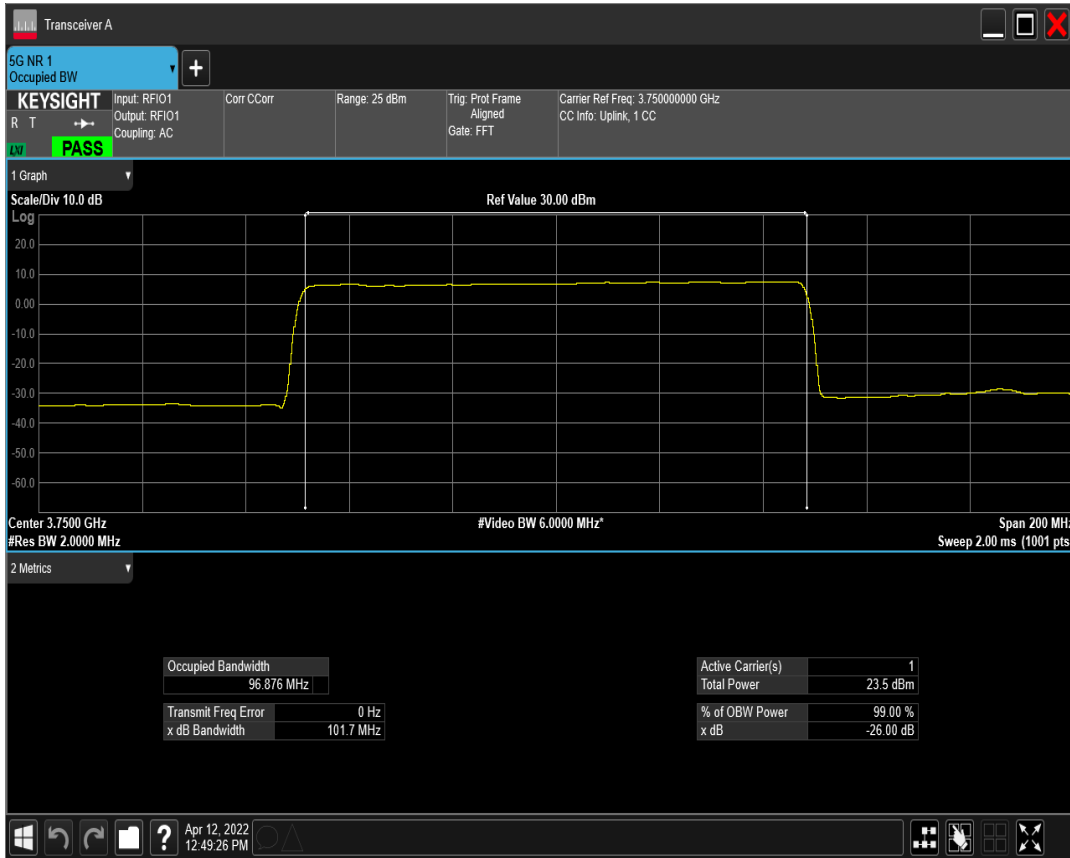 Transceiver A
5G NR 1
Occupied BW
KEYSIGHT
R T
LXI
PASS
Input: RFIO1
Output: RFIO1
Coupling: AC
Corr CCorr
Range: 25 dBm
Trig: Prot Frame
Aligned
Gate: FFT
Carrier Ref Freq: 3.750000000 GHz
CC Info: Uplink, 1 CC
1 Graph
Scale/Div 10.0 dB
Ref Value 30.00 dBm
Log
20.0
10.0
0.00
-10.0
-20.0
-30.0
-40.0
-50.0
-60.0
Center 3.7500 GHz
#Video BW 6.0000 MHz*
Span 200 MHz
#Res BW 2.0000 MHz
Sweep 2.00 ms (1001 pts
2 Metrics
Occupied Bandwidth
96.876 MHz
Transmit Freq Error 0 Hz
x dB Bandwidth 101.7 MHz
Active Carrier(s) 1
Total Power 23.5 dBm
% of OBW Power 99.00 %
x dB -26.00 dB
Apr 12, 2022
12:49:26 PM